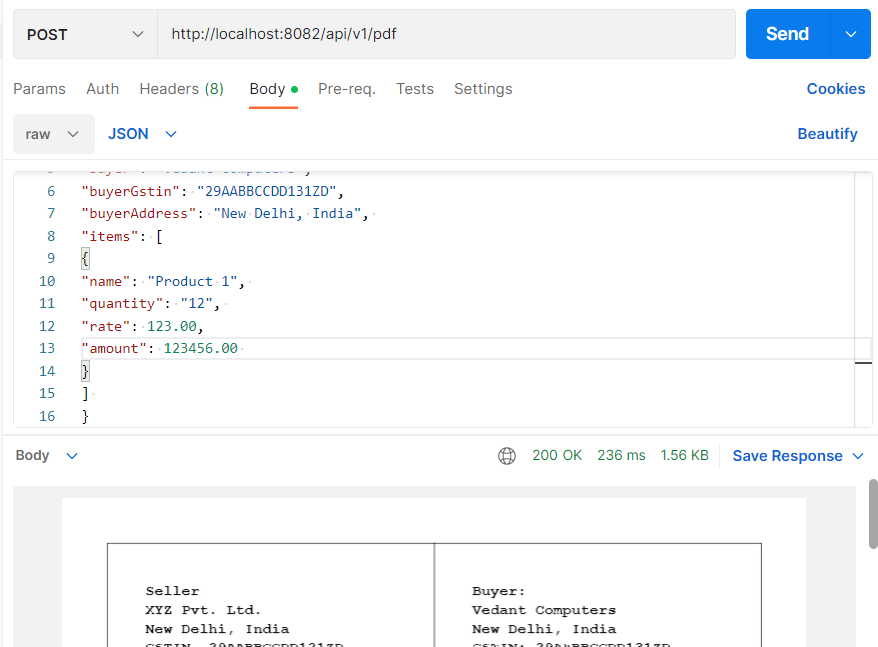 POST http://localhost:8082/api/v1/pdf Send
Params Auth Headers (8) Body Pre-req. Tests Settings Cookies
raw JSON Beautify
6 "buyerGstin": "29AABBCCDD131ZD",
7 "buyerAddress": "New Delhi, India",
8 "items": [
9 {
10 "name": "Product 1",
11 "quantity": "12",
12 "rate": 123.00,
13 "amount": 123456.00
14 }
15 ]
16 }
Body 200 OK 236 ms 1.56 KB Save Response
Seller
XYZ Pvt. Ltd.
New Delhi, India
Buyer:
Vedant Computers
New Delhi, India